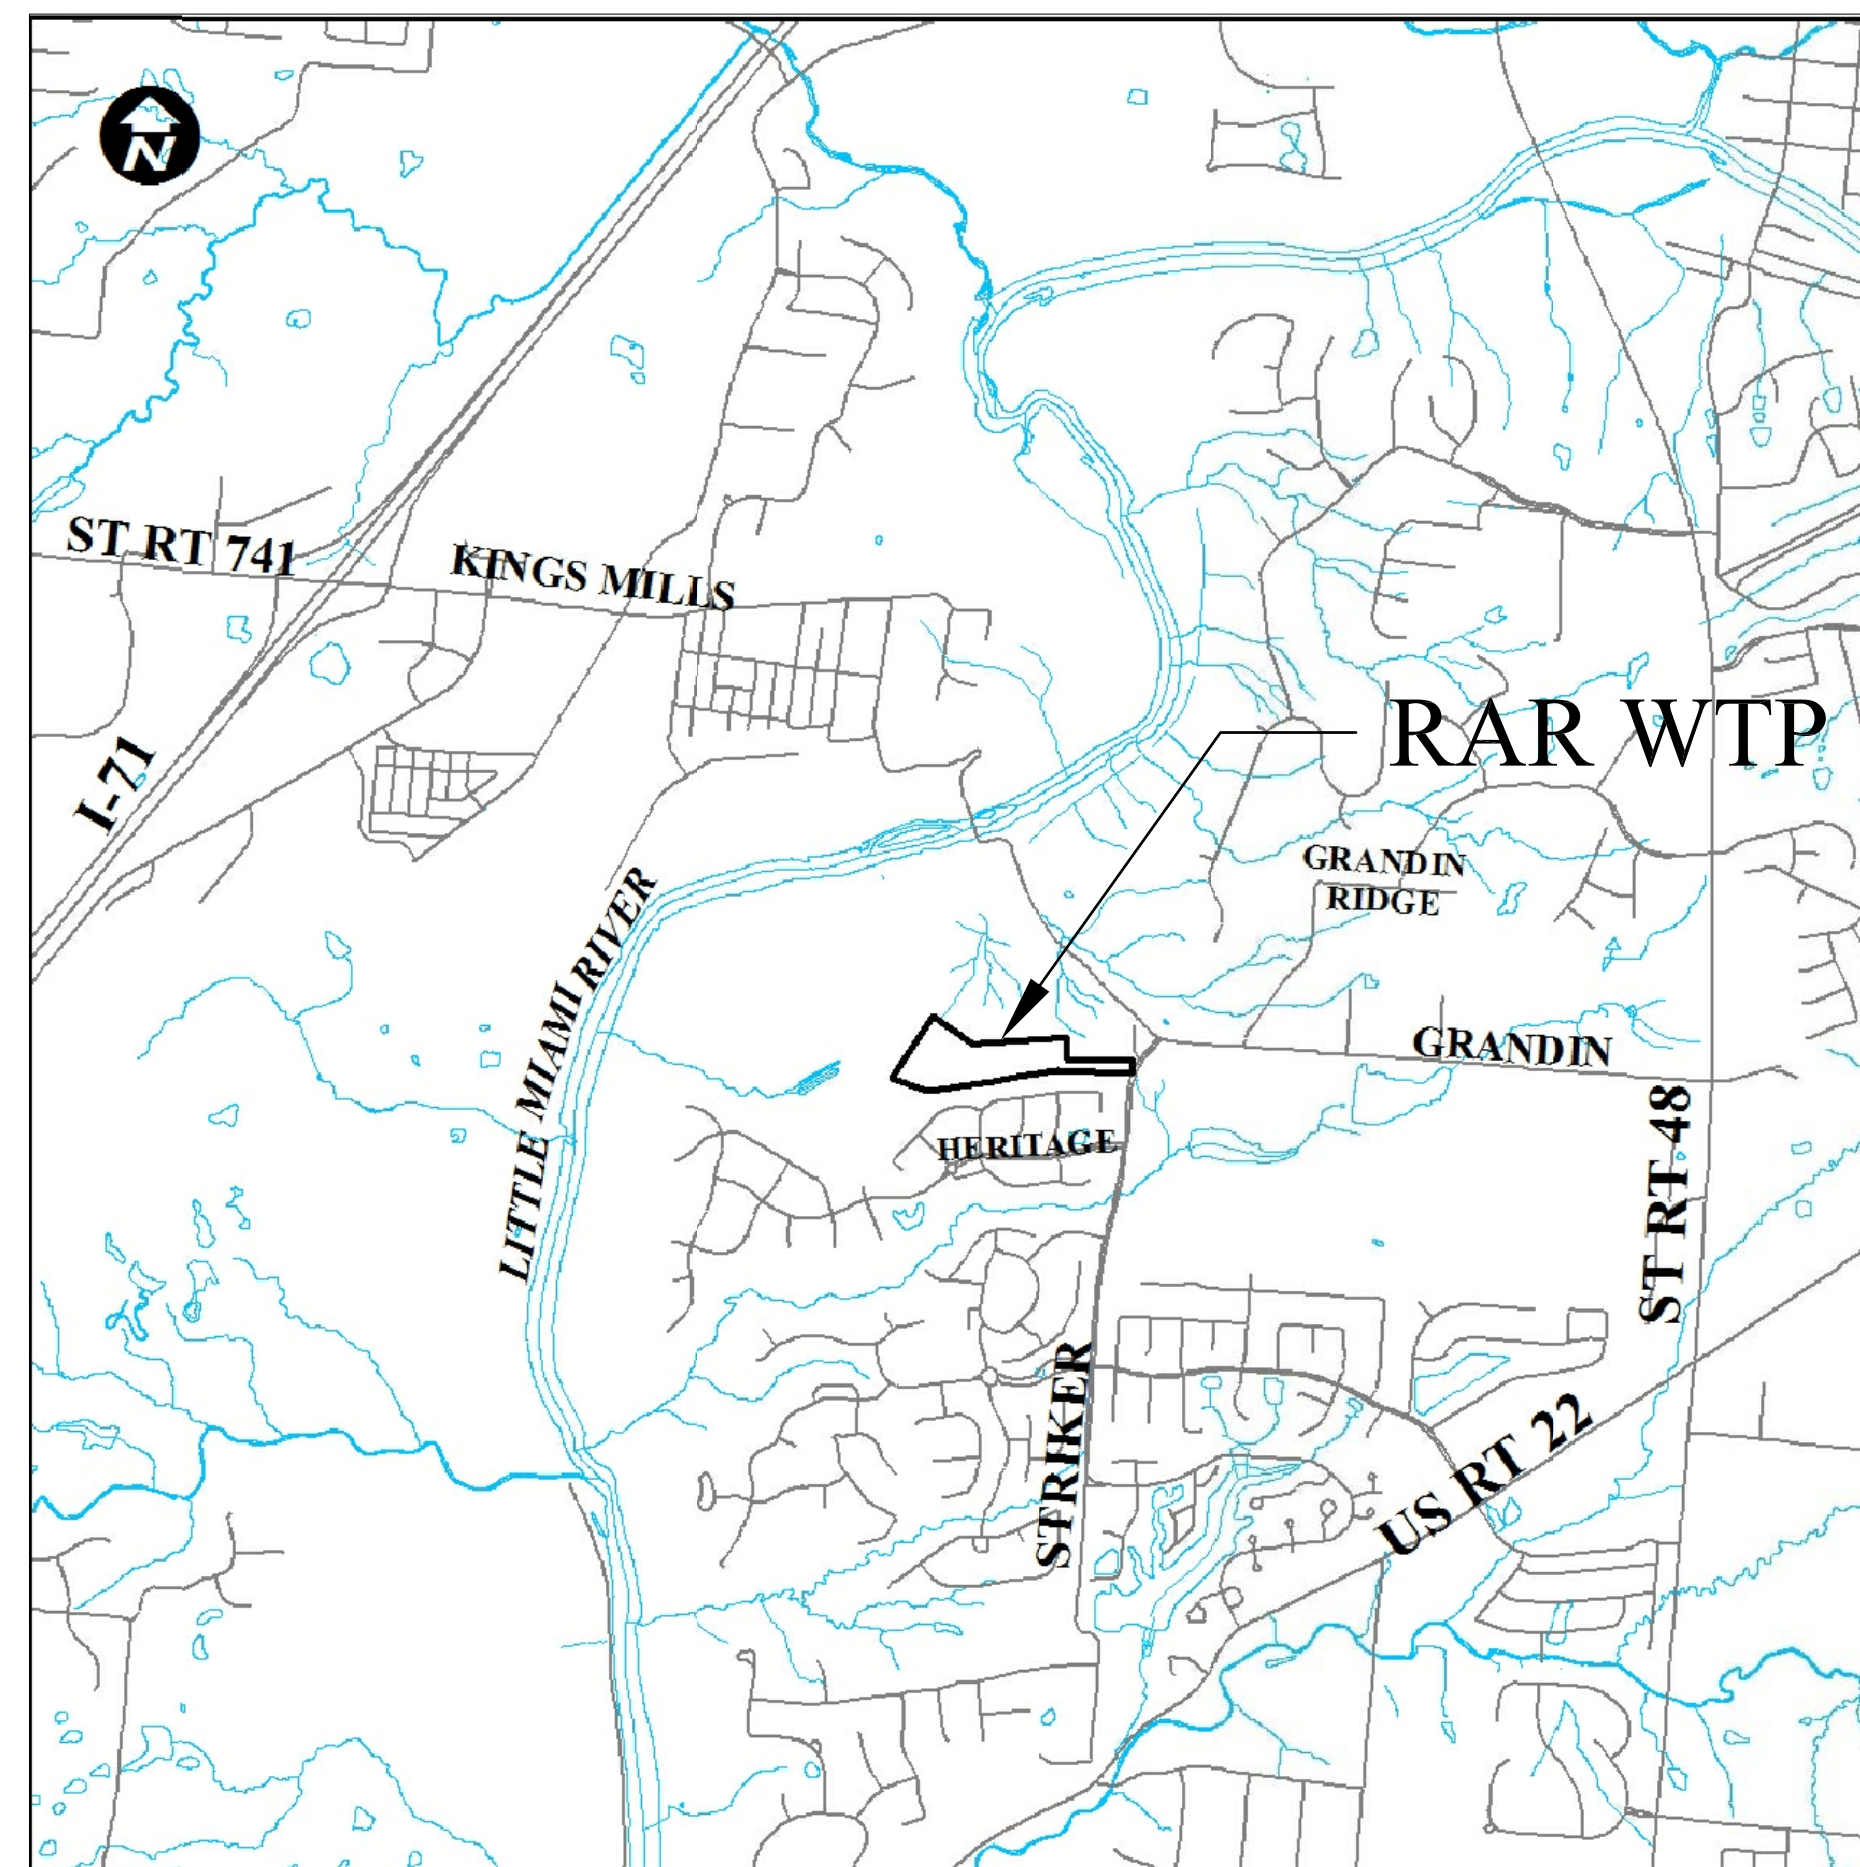 N
ST RT 741
KINGS MILLS
I-71
RAR WTP
GRANDIN
RIDGE
LITTLE MIAMI RIVER
GRANDIN
HERITAGE
ST RT 48
STRIKER
US RT 22